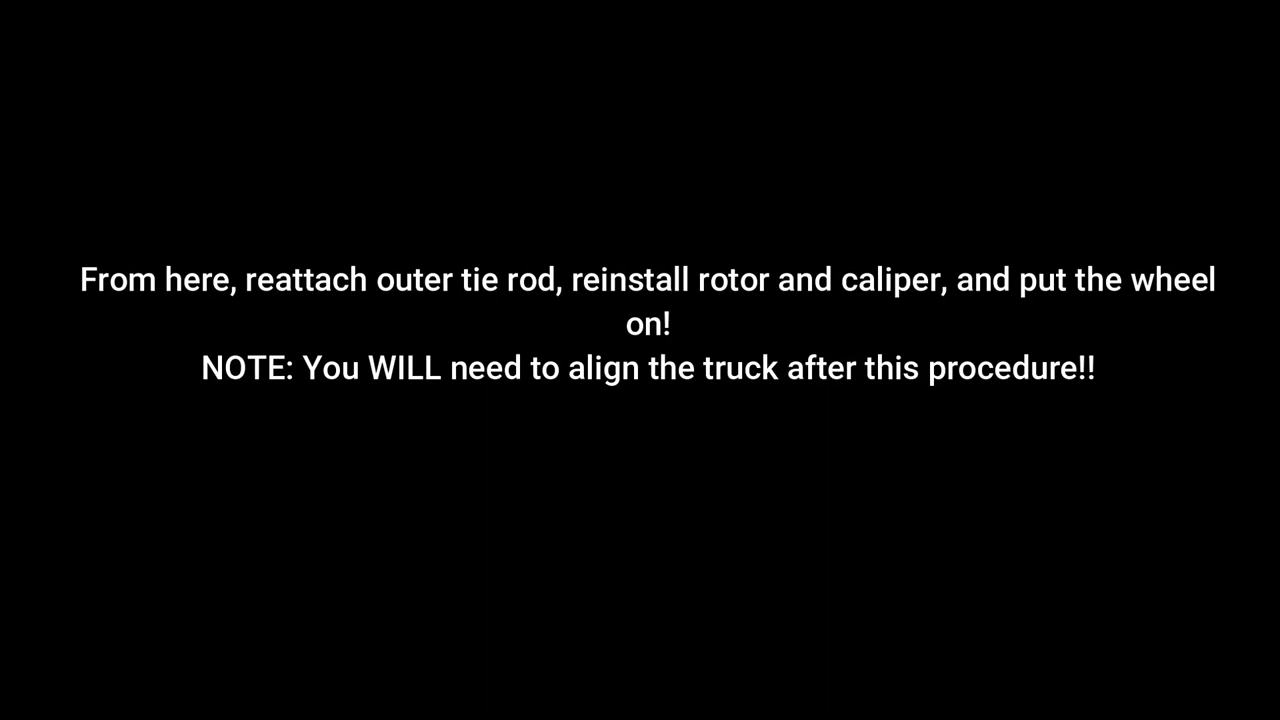 From here, reattach outer tie rod, reinstall rotor and caliper, and put the wheel
on!
NOTE: You WILL need to align the truck after this procedure!!